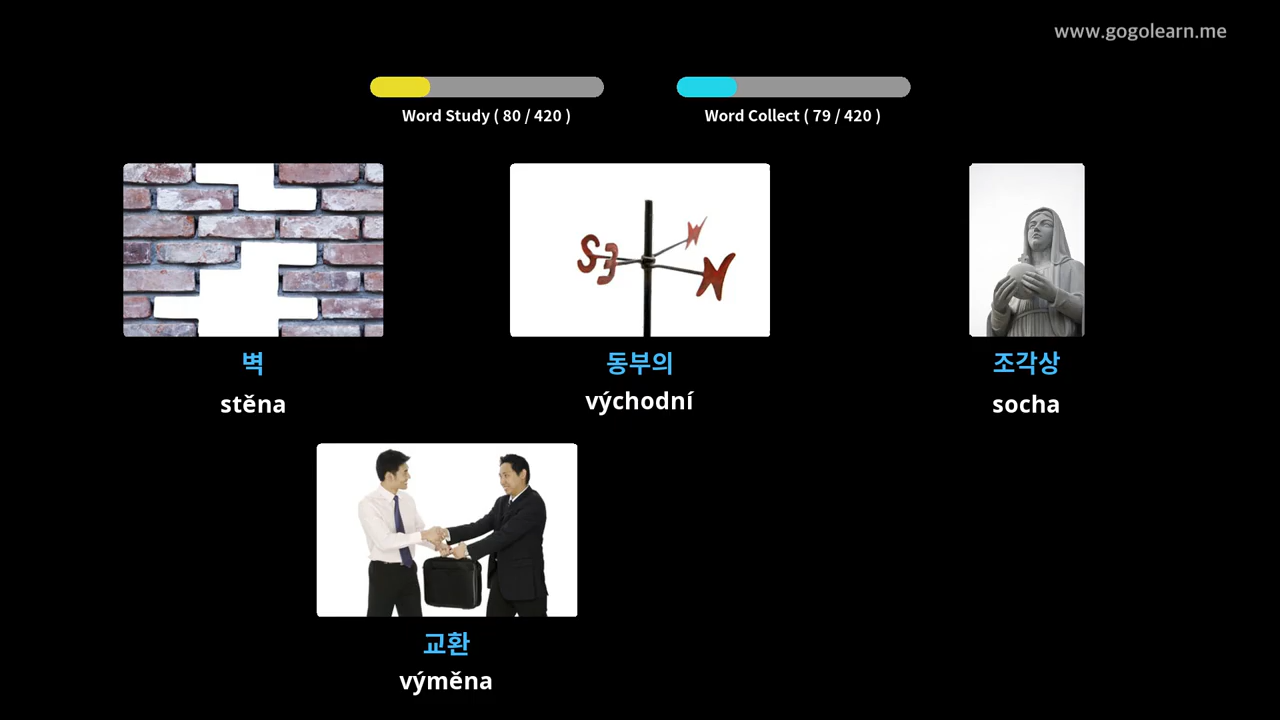 www.gogolearn.me
Word Study ( 80 / 420 )
Word Collect ( 79 / 420 )
S E N W
벽
동부의
조각상
stěna
východní
socha
교환
výměna